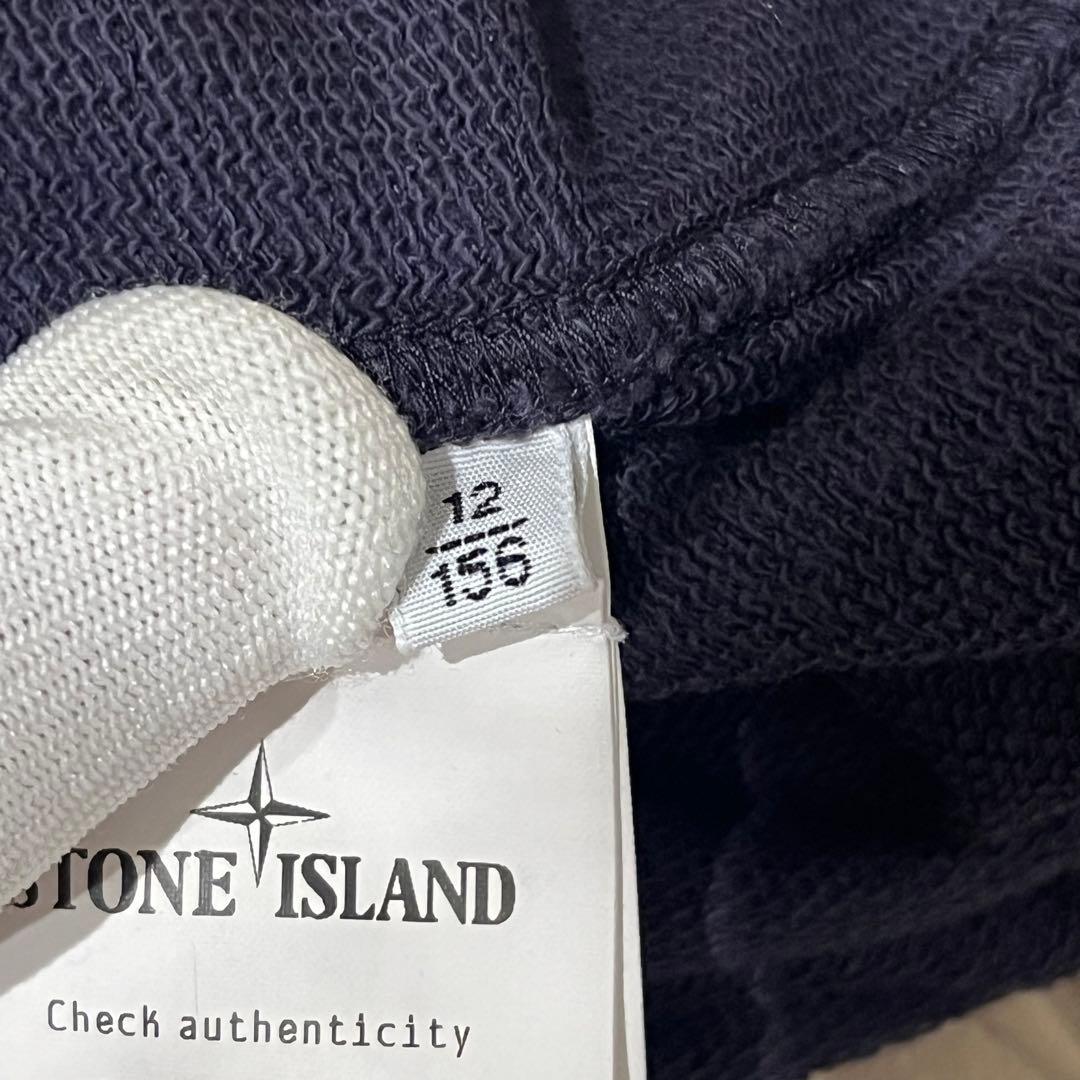 12
156
STONE ISLAND
Check authenticity